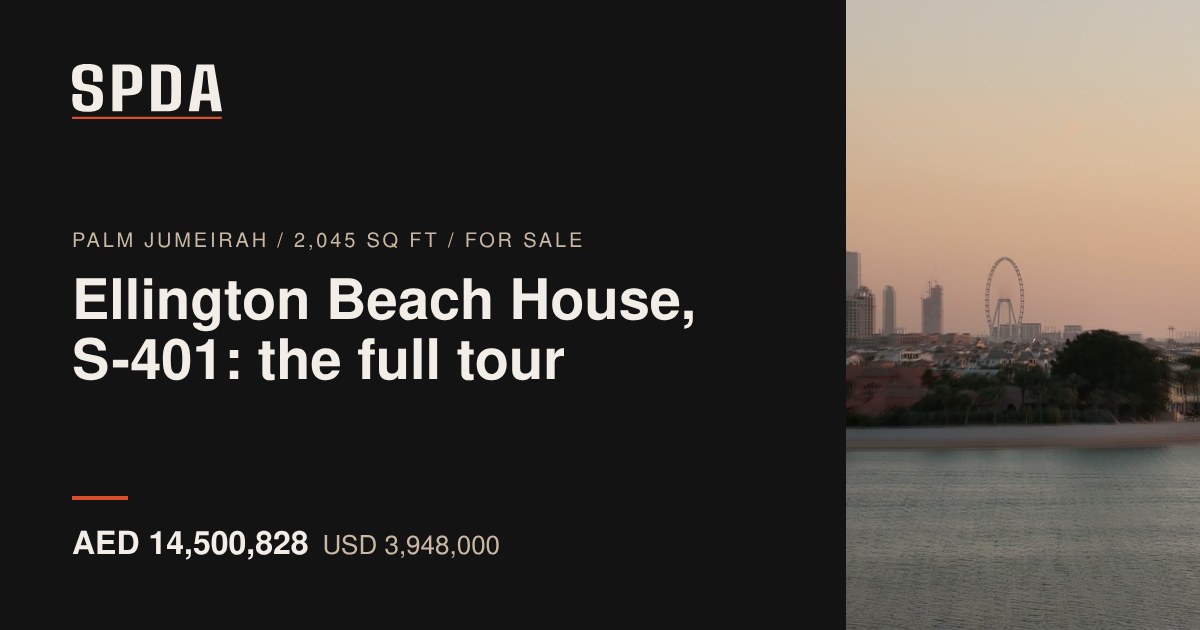 SPDA
PALM JUMEIRAH / 2,045 SQ FT / FOR SALE
Ellington Beach House,
S-401: the full tour
AED 14,500,828 USD 3,948,000